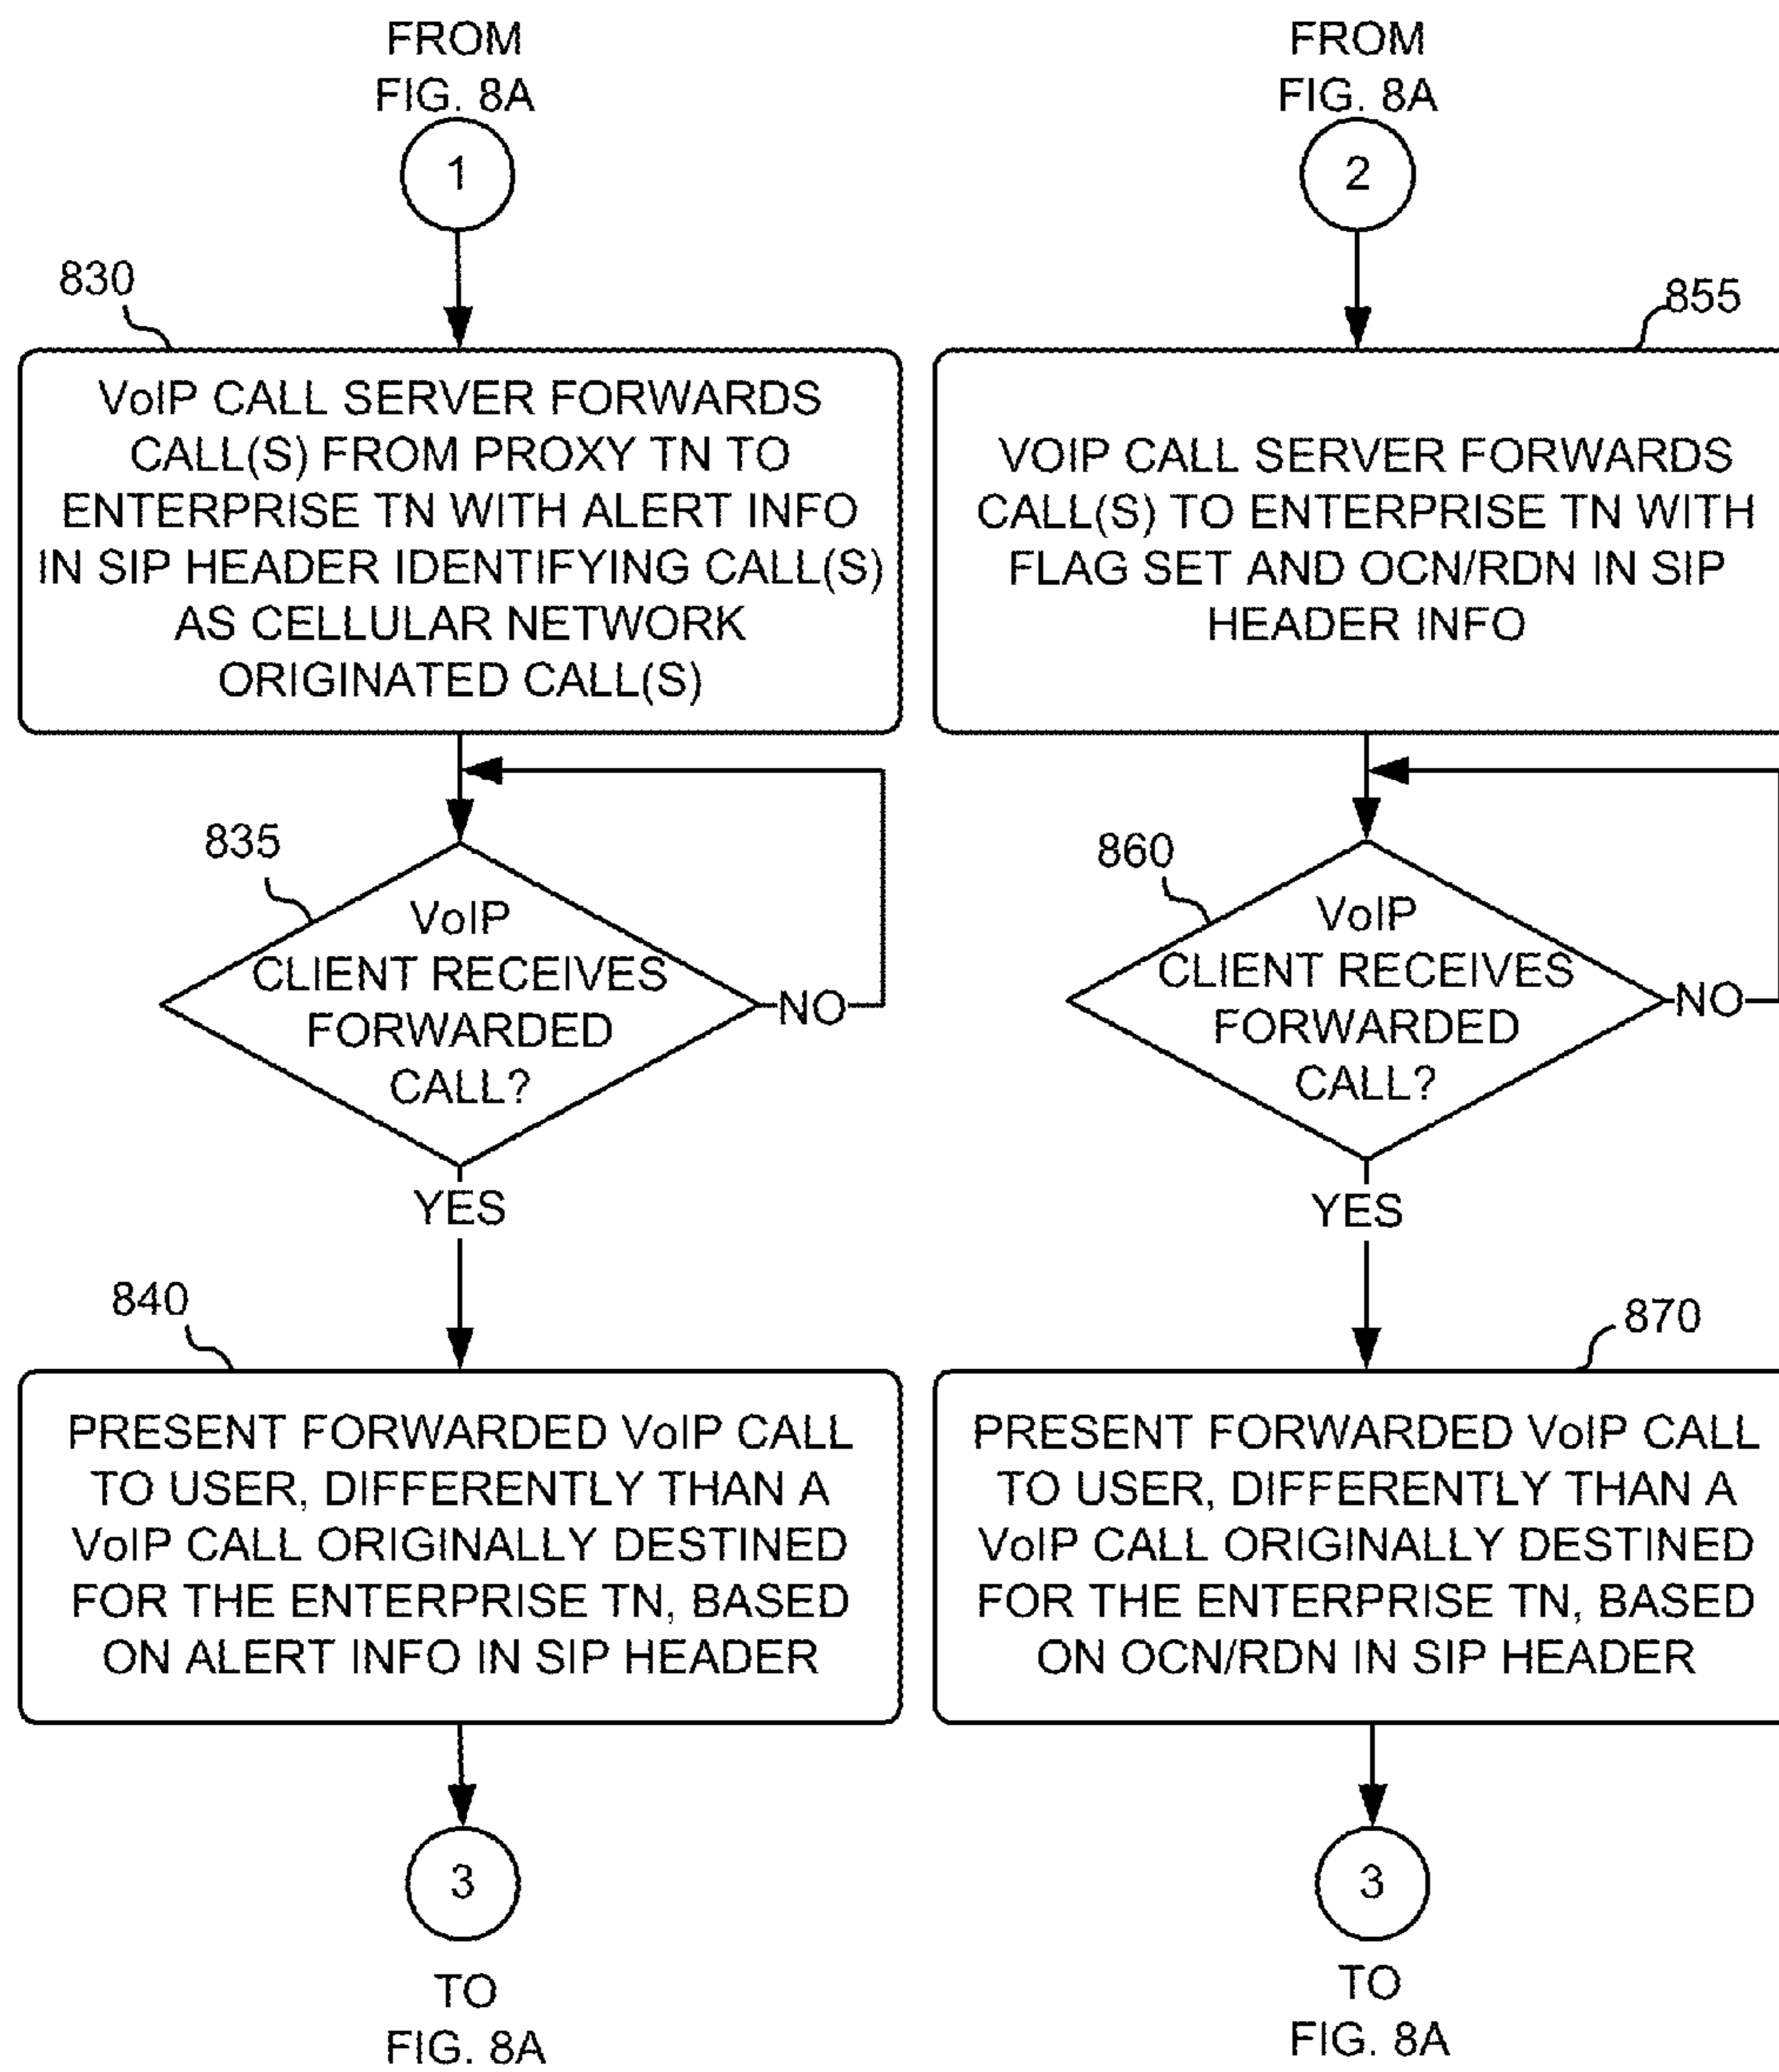 FROM
FIG. 8A
1
830
VoIP CALL SERVER FORWARDS
CALL(S) FROM PROXY TN TO
ENTERPRISE TN WITH ALERT INFO
IN SIP HEADER IDENTIFYING CALL(S)
AS CELLULAR NETWORK
ORIGINATED CALL(S)
835
VoIP
CLIENT RECEIVES
FORWARDED
CALL?
NO
YES
840
PRESENT FORWARDED VoIP CALL
TO USER, DIFFERENTLY THAN A
VoIP CALL ORIGINALLY DESTINED
FOR THE ENTERPRISE TN, BASED
ON ALERT INFO IN SIP HEADER
3
TO
FIG. 8A
FROM
FIG. 8A
2
855
VOIP CALL SERVER FORWARDS
CALL(S) TO ENTERPRISE TN WITH
FLAG SET AND OCN/RDN IN SIP
HEADER INFO
860
VoIP
CLIENT RECEIVES
FORWARDED
CALL?
NO
YES
870
PRESENT FORWARDED VoIP CALL
TO USER, DIFFERENTLY THAN A
VoIP CALL ORIGINALLY DESTINED
FOR THE ENTERPRISE TN, BASED
ON OCN/RDN IN SIP HEADER
3
TO
FIG. 8A